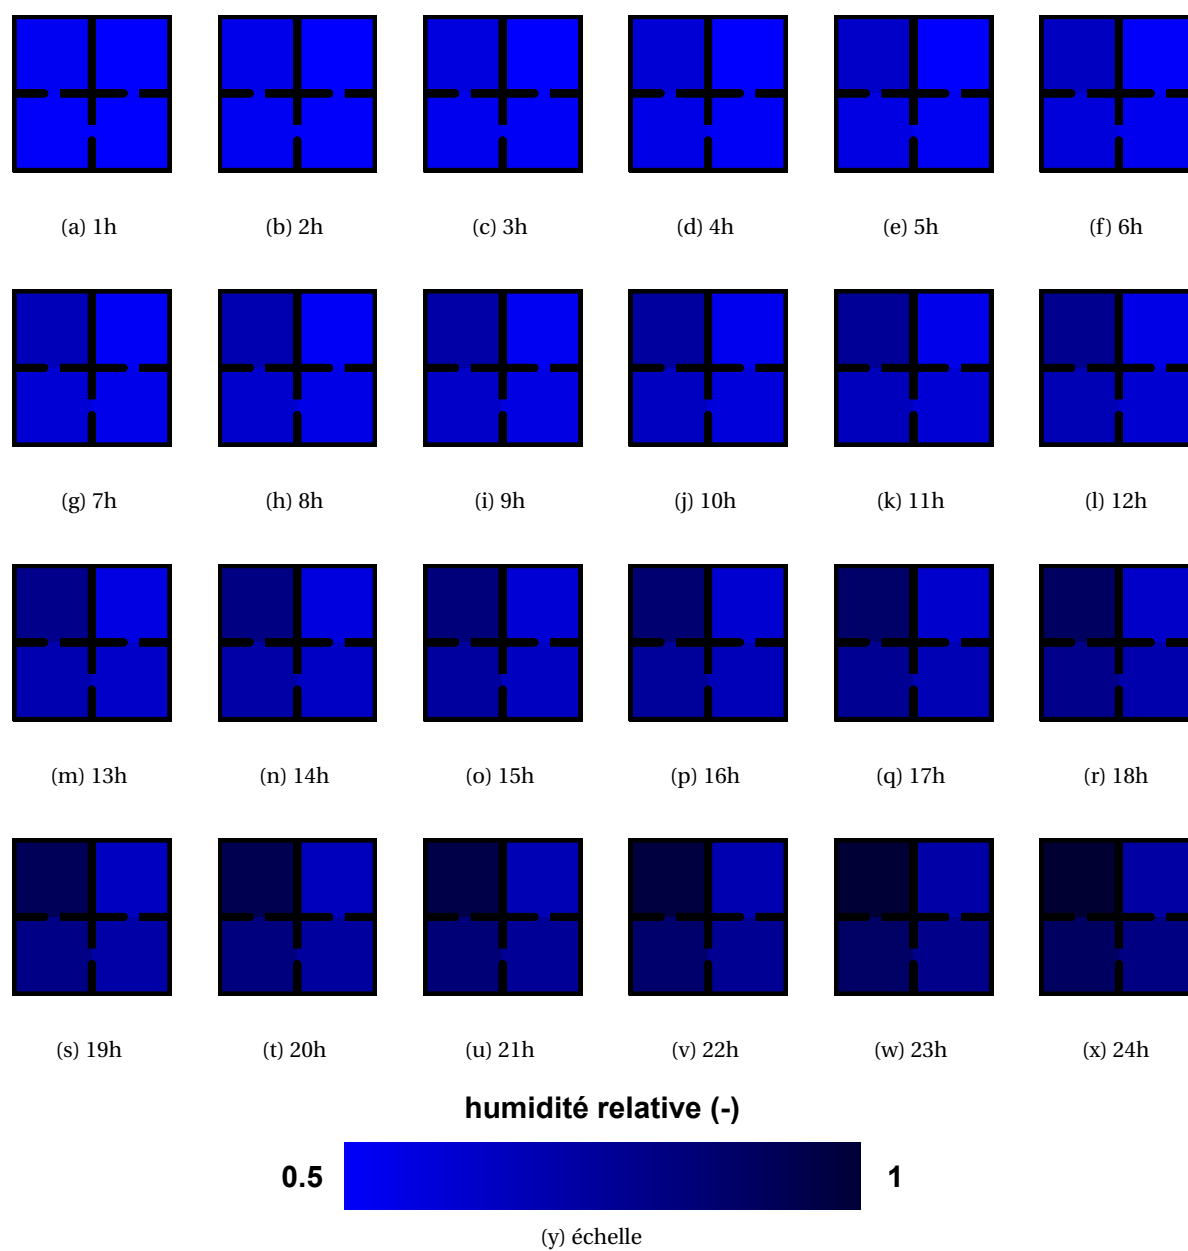 (a) 1h (b) 2h (c) 3h (d) 4h (e) 5h (f) 6h
(g) 7h (h) 8h (i) 9h (j) 10h (k) 11h (l) 12h
(m) 13h (n) 14h (o) 15h (p) 16h (q) 17h (r) 18h
(s) 19h (t) 20h (u) 21h (v) 22h (w) 23h (x) 24h
humidité relative (-)
0.5 1
(y) échelle